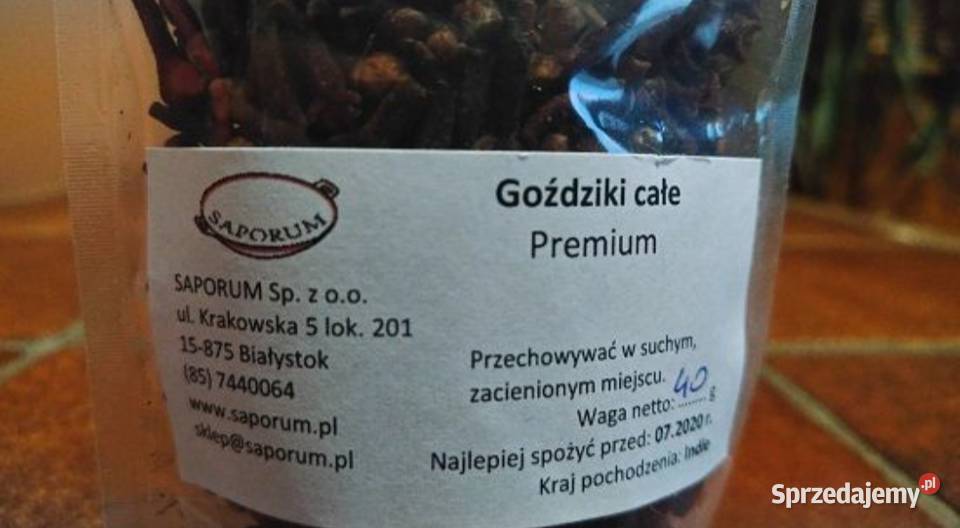 SAPORUM
Goździki całe
Premium
SAPORUM Sp. z o.o.
ul. Krakowska 5 lok. 201
15-875 Białystok
(85) 7440064
www.saporum.pl
sklep@saporum.pl
Przechowywać w suchym,
zacienionym miejscu.
Waga netto: 40 g
Najlepiej spożyć przed: 07.2020 r.
Kraj pochodzenia: Indie
Sprzedajemy.pl